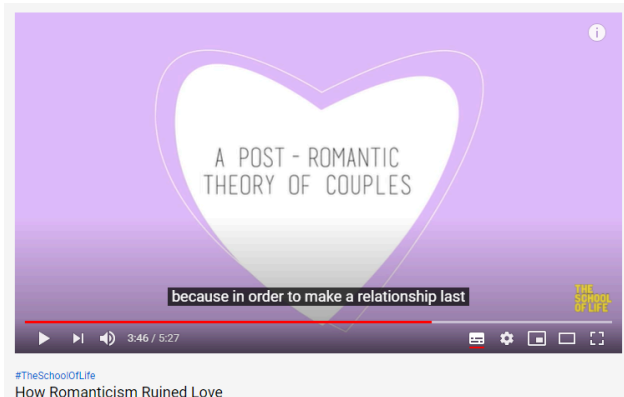 A POST - ROMANTIC
THEORY OF COUPLES
because in order to make a relationship last
THE
SCHOOL
OF LIFE
3:46 / 5:27
#TheSchoolOfLife
How Romanticism Ruined Love